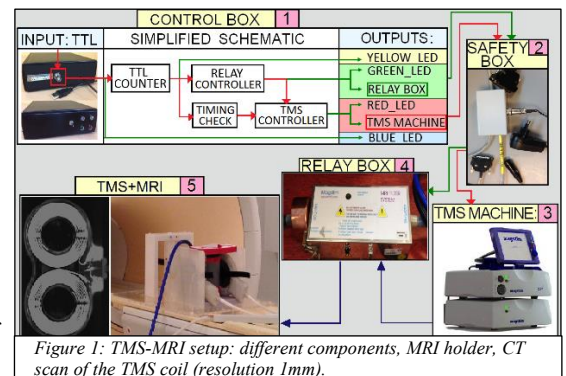 CONTROL BOX 1
INPUT: TTL
SIMPLIFIED SCHEMATIC
OUTPUTS:
TTL
COUNTER
RELAY
CONTROLLER
TIMING
CHECK
TMS
CONTROLLER
YELLOW_LED
GREEN_LED
RELAY BOX
RED_LED
TMS MACHINE
BLUE LED
SAFETY 2
BOX
TMS MACHINE: 3
RELAY BOX 4
TMS+MRI 5
Figure 1: TMS-MRI setup: different components, MRI holder, CT
scan of the TMS coil (resolution 1mm).